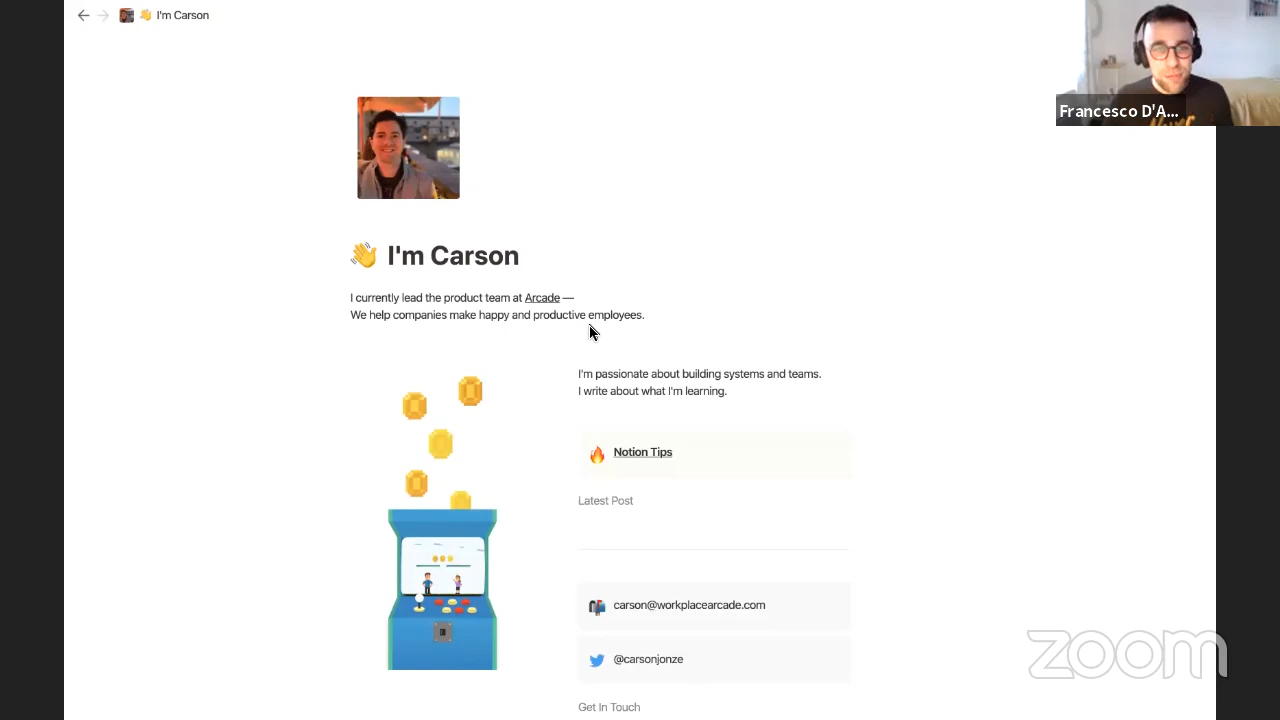 I'm Carson
Francesco D'A...
I'm Carson
I currently lead the product team at Arcade —
We help companies make happy and productive employees.
I'm passionate about building systems and teams.
I write about what I'm learning.
Notion Tips
Latest Post
carson@workplacearcade.com
@carsonjonze
Get In Touch
zoom